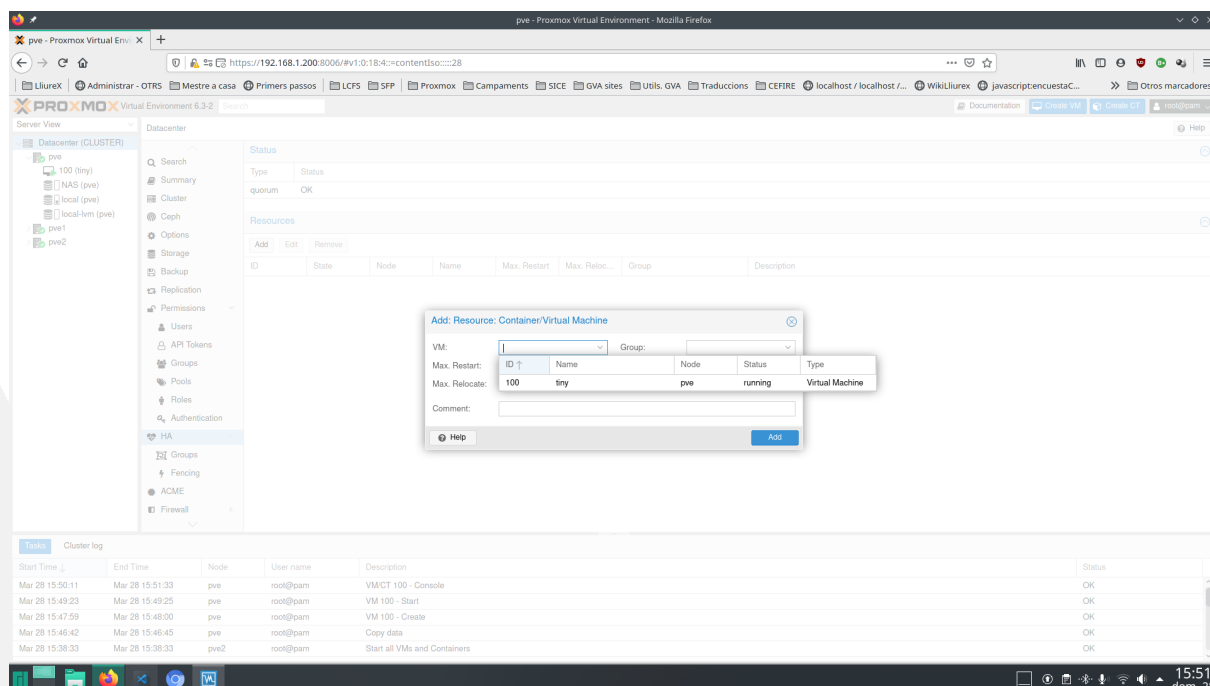 pve - Proxmox Virtual Environment - Mozilla Firefox
pve - Proxmox Virtual Envi
https://192.168.1.200:8006/#v1:0:18:4::=contentIso:::::28
LliureX Administrar - OTRS Mestre a casa Primers passos LCFS SFP Proxmox Campaments SICE GVA sites Utils. GVA Traduccions CEFIRE localhost / localhost /... WikiLliurex javascript:encuestaC... Otros marcadores
PROXMOX Virtual Environment 6.3-2 Search Documentation Create VM Create CT root@pam
Server View
Datacenter
Help
Datacenter (CLUSTER)
pve
100 (tiny)
NAS (pve)
local (pve)
local-lvm (pve)
pve1
pve2
Search
Summary
Cluster
Ceph
Options
Storage
Backup
Replication
Permissions
Users
API Tokens
Groups
Pools
Roles
Authentication
HA
Groups
Fencing
ACME
Firewall
Status
Type Status
quorum OK
Resources
Add Edit Remove
ID State Node Name Max. Restart Max. Reloc... Group Description
Add: Resource: Container/Virtual Machine
VM: Group:
Max. Restart:
Max. Relocate:
ID Name Node Status Type
100 tiny pve running Virtual Machine
Comment:
Help Add
Tasks Cluster log
Start Time End Time Node User name Description Status
Mar 28 15:50:11 Mar 28 15:51:33 pve root@pam VM/CT 100 - Console OK
Mar 28 15:49:23 Mar 28 15:49:25 pve root@pam VM 100 - Start OK
Mar 28 15:47:59 Mar 28 15:48:00 pve root@pam VM 100 - Create OK
Mar 28 15:46:42 Mar 28 15:46:45 pve root@pam Copy data OK
Mar 28 15:38:33 Mar 28 15:38:33 pve2 root@pam Start all VMs and Containers OK
15:51